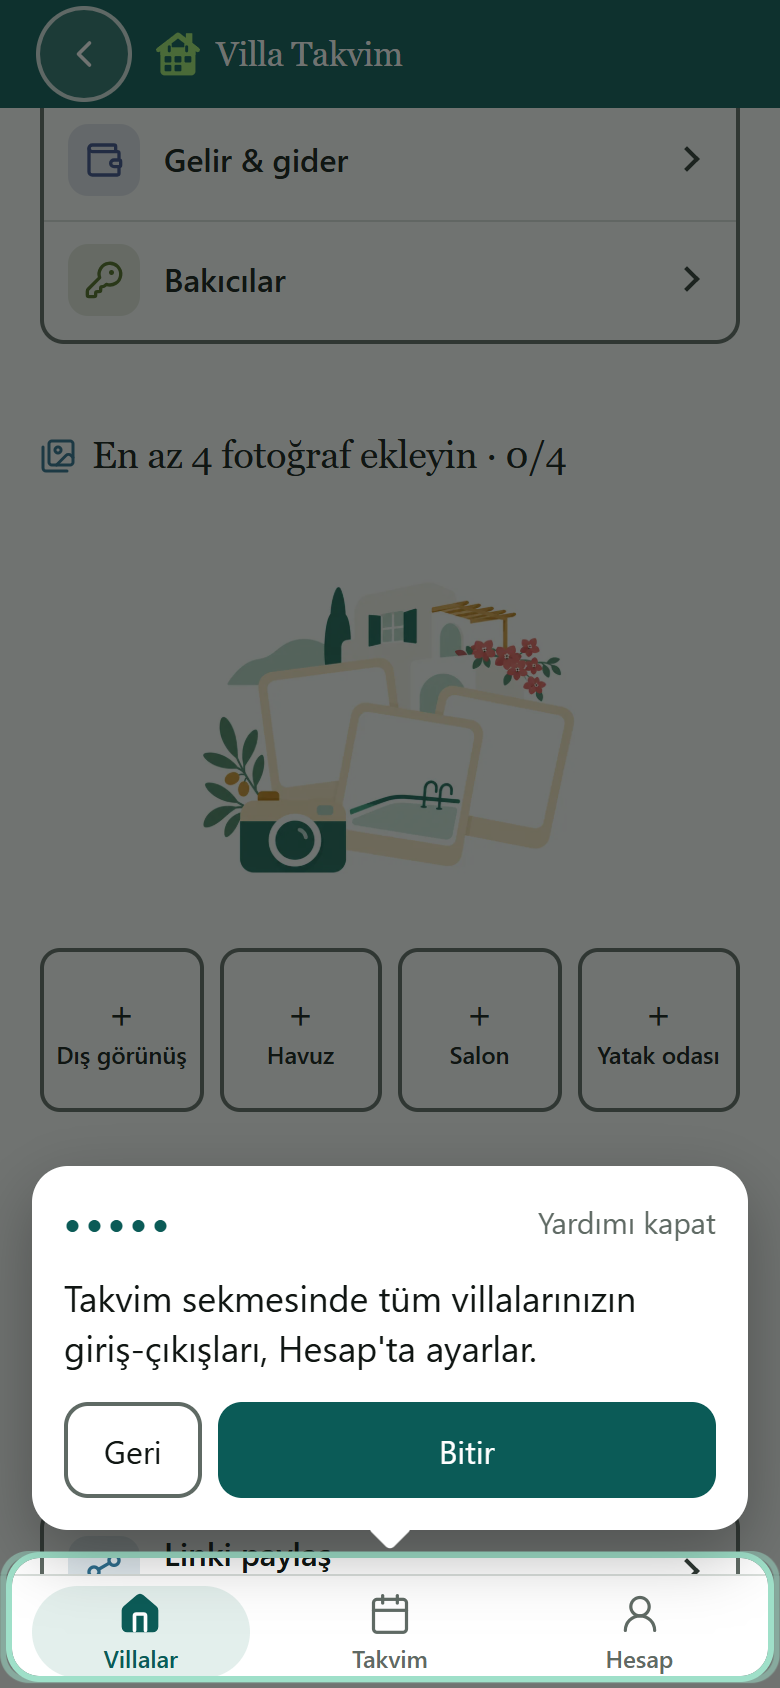 Villa Takvim
Gelir & gider
Bakıcılar
En az 4 fotoğraf ekleyin · 0/4
+
Dış görünüş
+
Havuz
+
Salon
+
Yatak odası
Yardımı kapat
Takvim sekmesinde tüm villalarınızın
giriş-çıkışları, Hesap'ta ayarlar.
Geri
Bitir
Linki paylaş
Villalar
Takvim
Hesap